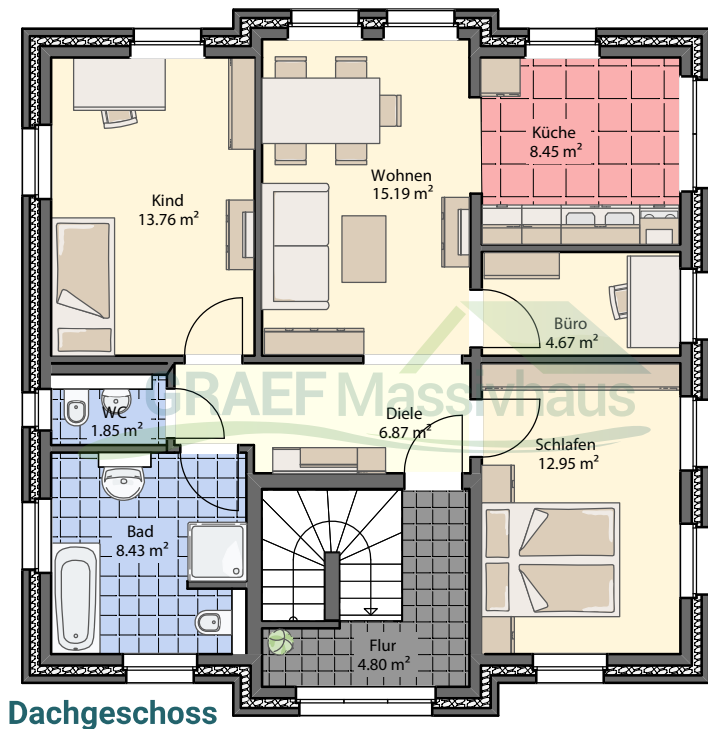 Küche
8.45 m²
Wohnen
15.19 m²
Kind
13.76 m²
Büro
4.67 m²
GRAEF Massivhaus
WC
1.85 m²
Diele
6.87 m²
Schlafen
12.95 m²
Bad
8.43 m²
Flur
4.80 m²
Dachgeschoss